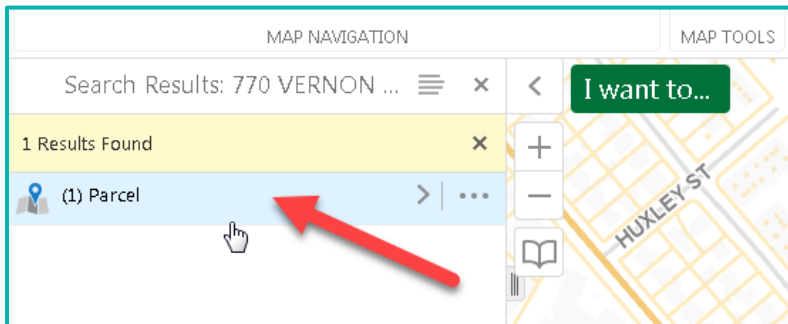 MAP NAVIGATION
MAP TOOLS
Search Results: 770 VERNON ...
I want to...
1 Results Found
(1) Parcel
HUXLEY ST